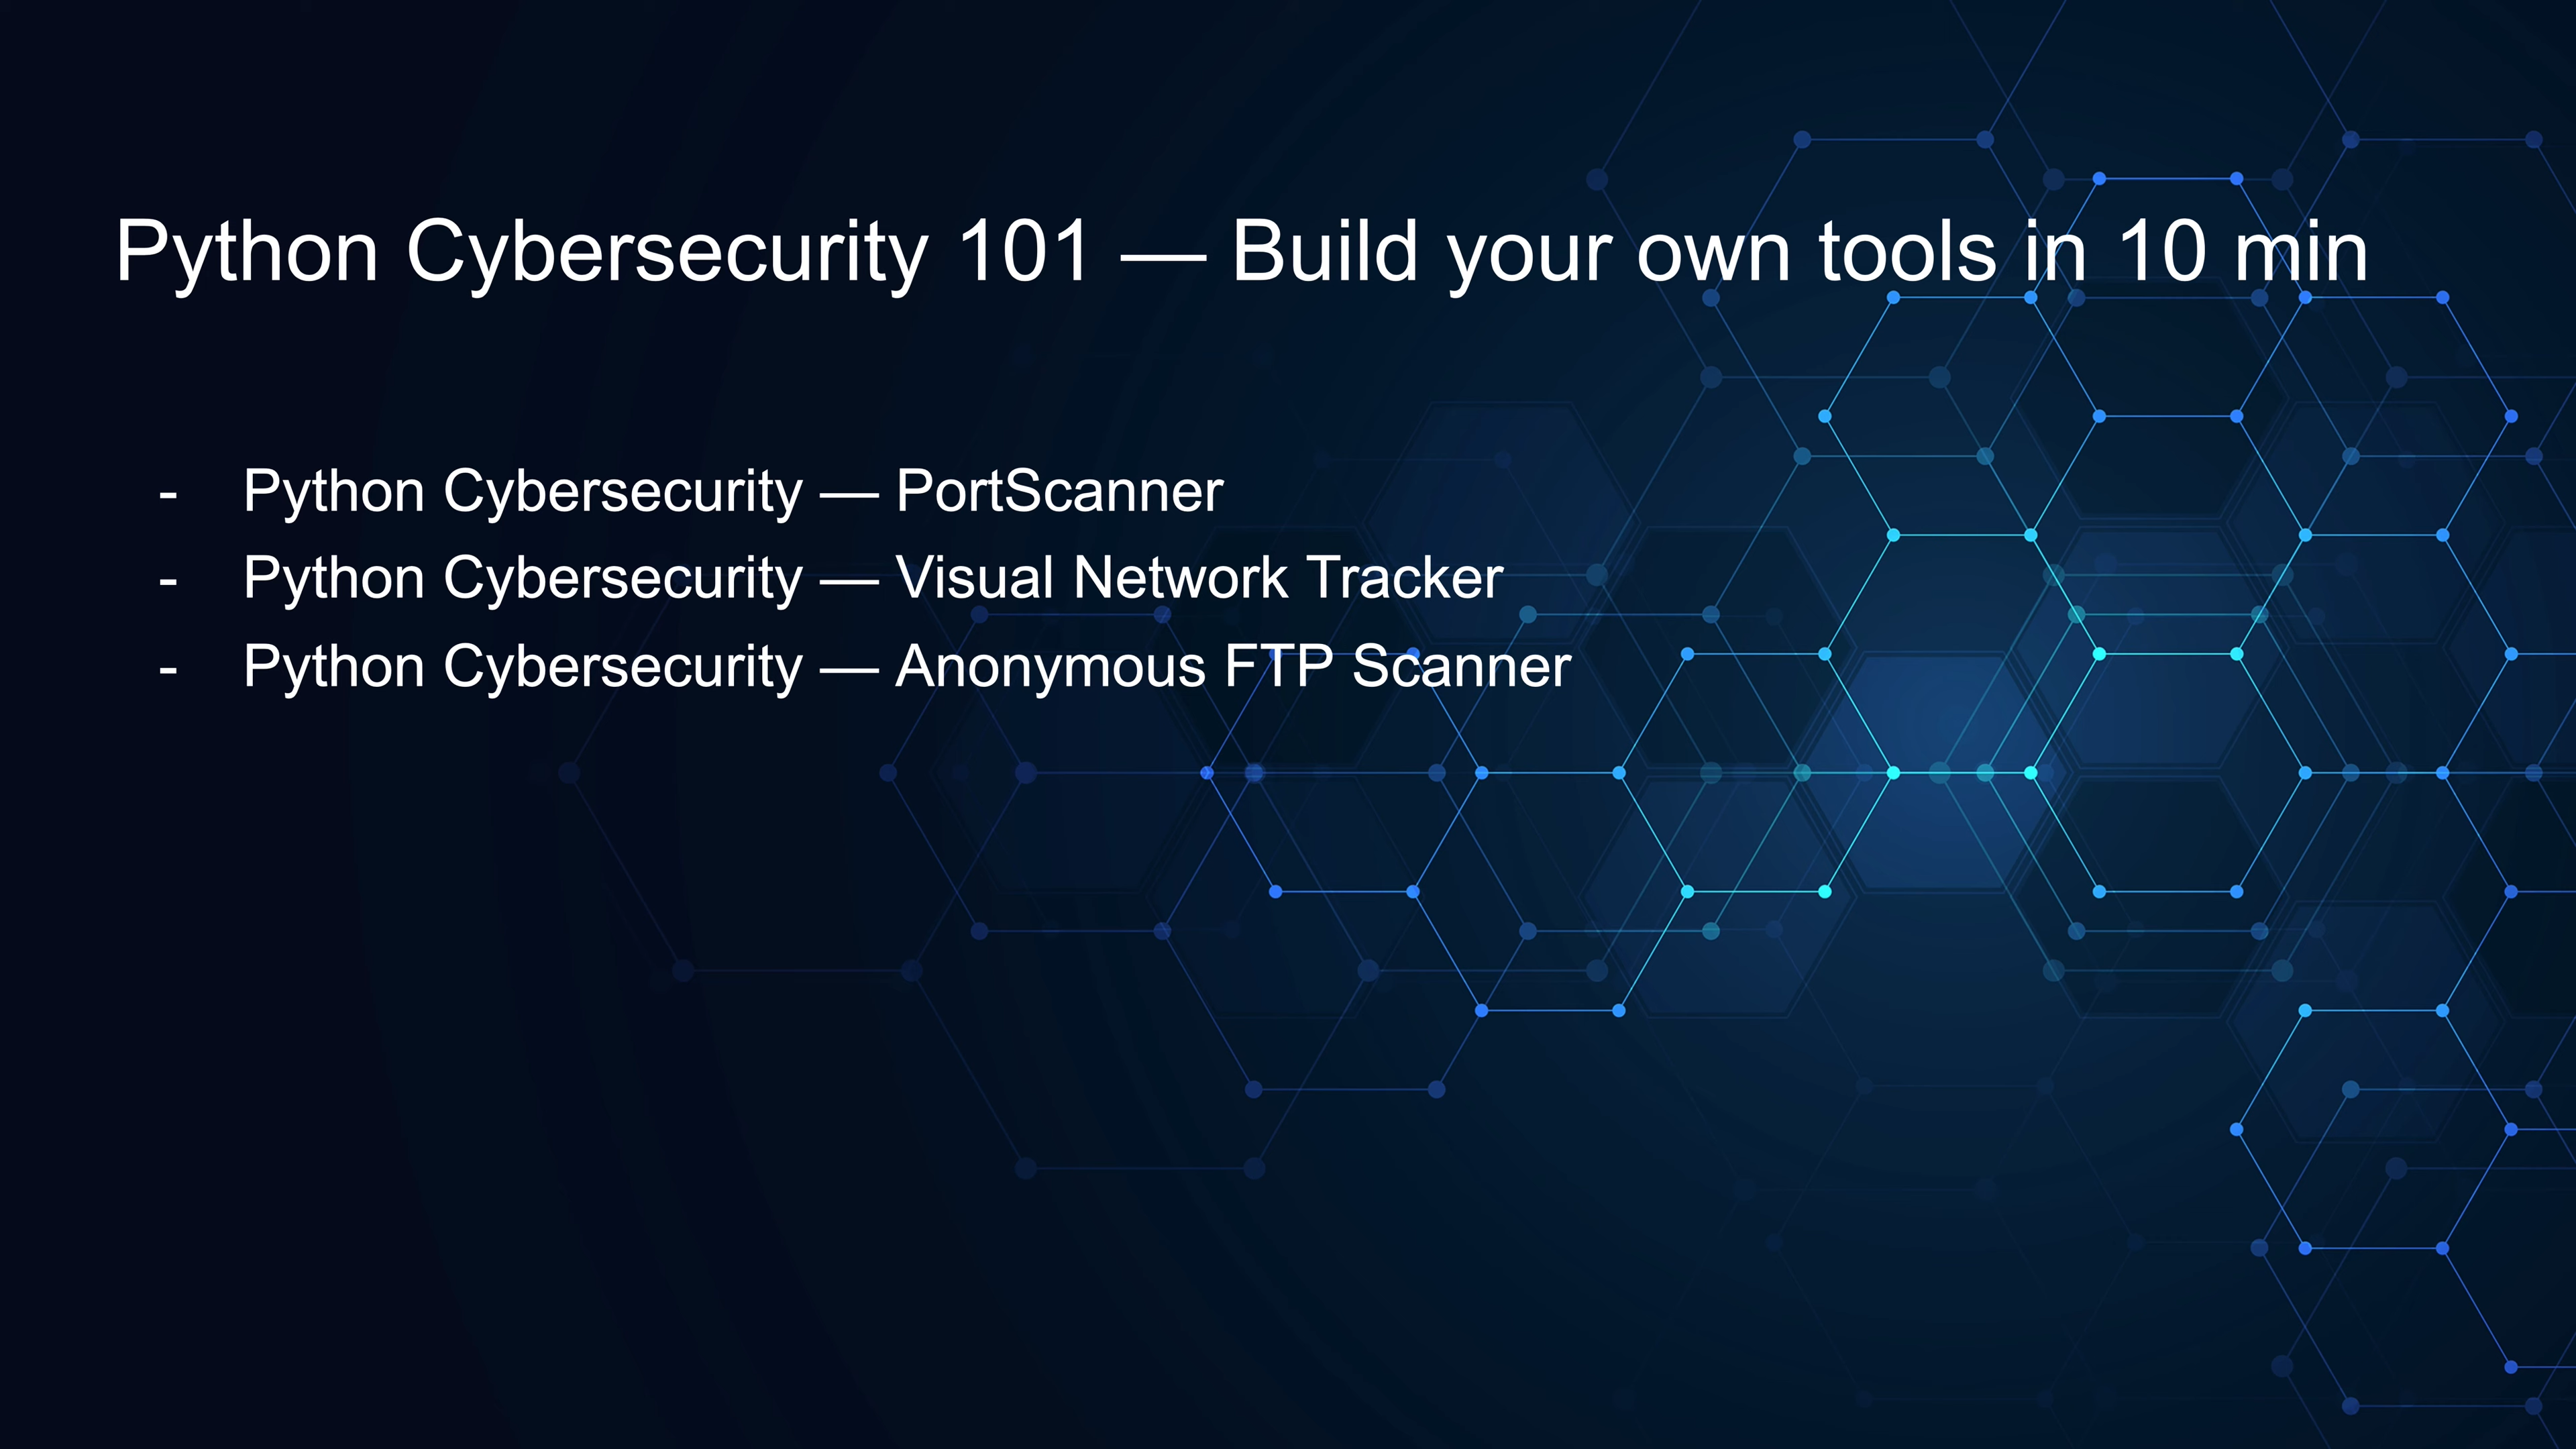 Python Cybersecurity 101 — Build your own tools in 10 min
- Python Cybersecurity — PortScanner
- Python Cybersecurity — Visual Network Tracker
- Python Cybersecurity — Anonymous FTP Scanner